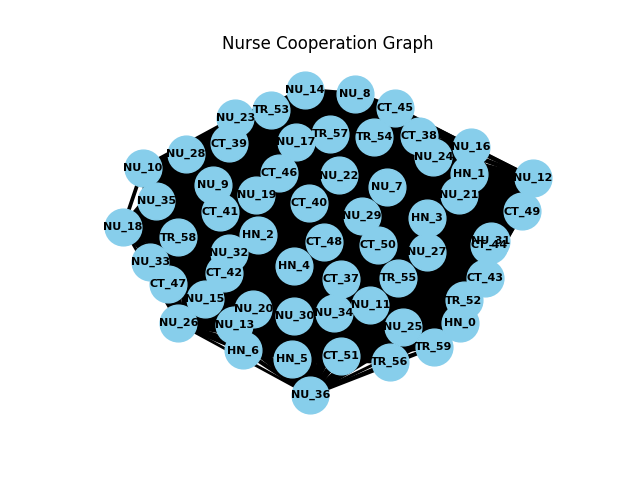 Nurse Cooperation Graph
NU_14
NU_8
TR_53
CT_45
NU_23
TR_57
TR_54
CT_38
NU_17
CT_39
NU_16
NU_28
NU_24
NU_10
CT_46
HN_1
NU_22
NU_12
NU_9
NU_7
NU_19
NU_21
NU_35
CT_40
CT_41
CT_49
NU_29
HN_3
NU_18
HN_2
TR_58
NU_31
CT_48
CT_50
CT_44
NU_32
NU_27
NU_33
HN_4
CT_42
CT_37
TR_55
CT_43
CT_47
NU_15
TR_52
NU_11
NU_20
NU_34
NU_30
NU_26
NU_13
HN_0
NU_25
TR_59
HN_6
CT_51
HN_5
TR_56
NU_36